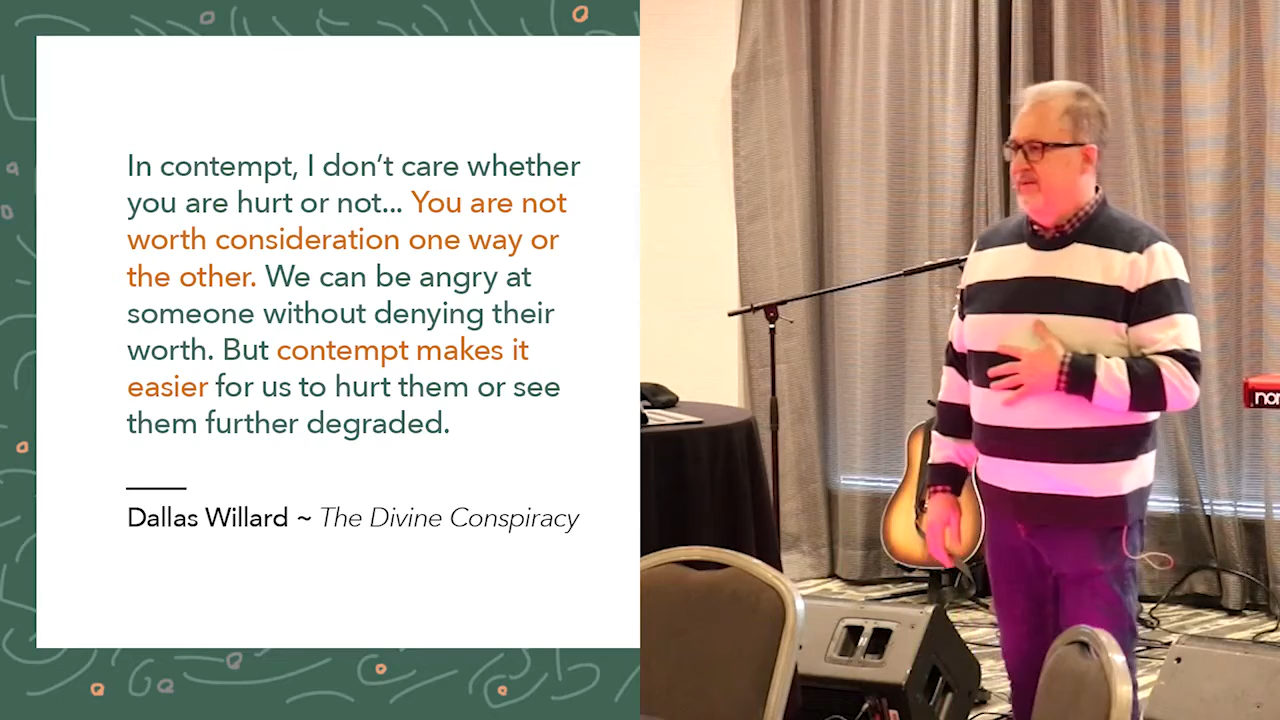 In contempt, I don't care whether
you are hurt or not... You are not
worth consideration one way or
the other. We can be angry at
someone without denying their
worth. But contempt makes it
easier for us to hurt them or see
them further degraded.
Dallas Willard ~ The Divine Conspiracy